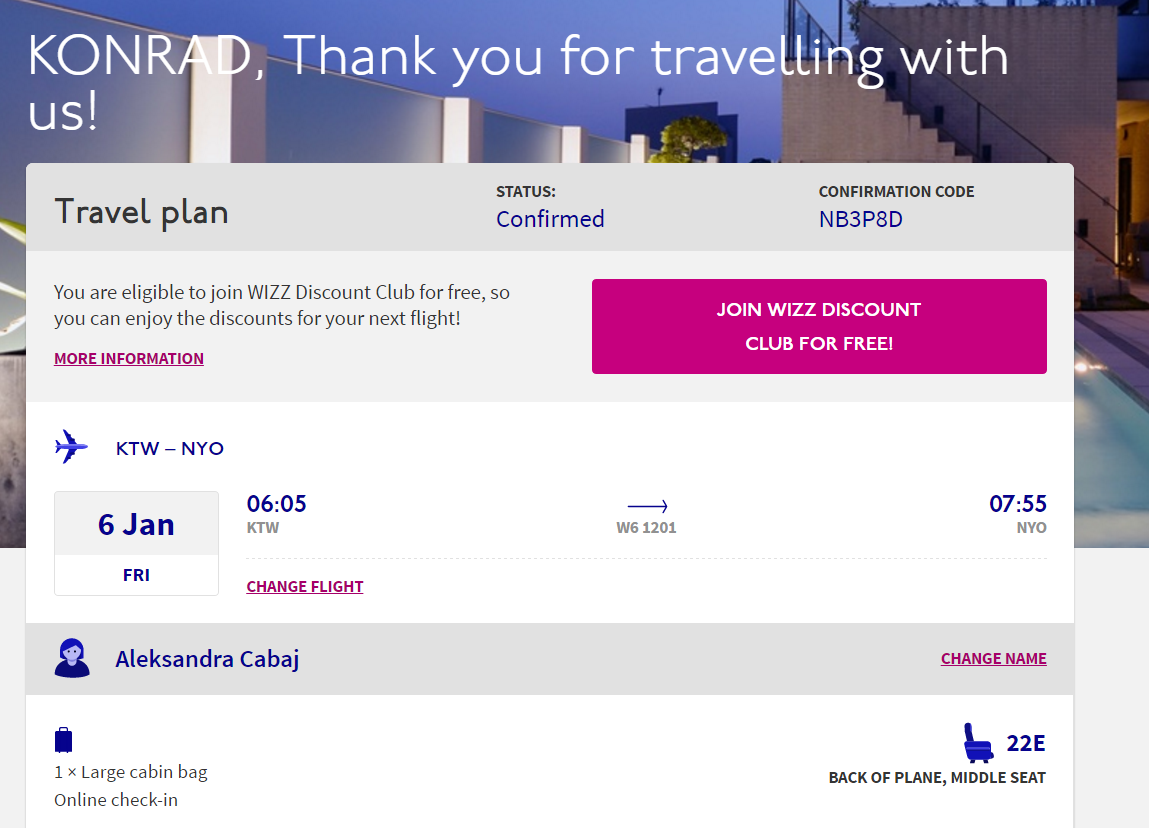 KONRAD, Thank you for travelling with
us!
Travel plan
STATUS:
Confirmed
CONFIRMATION CODE
NB3P8D
You are eligible to join WIZZ Discount Club for free, so
you can enjoy the discounts for your next flight!
MORE INFORMATION
JOIN WIZZ DISCOUNT
CLUB FOR FREE!
KTW – NYO
6 Jan
FRI
06:05
KTW
W6 1201
07:55
NYO
CHANGE FLIGHT
Aleksandra Cabaj
CHANGE NAME
1 × Large cabin bag
Online check-in
22E
BACK OF PLANE, MIDDLE SEAT